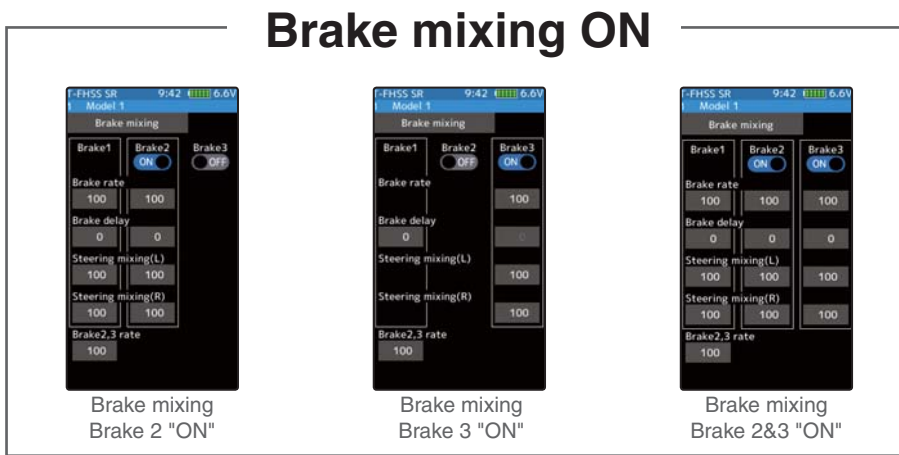 Brake mixing ON
T-FHSS SR 9:42 6.6V
1 Model 1
Brake mixing
Brake1 Brake2 Brake3
ON OFF
Brake rate
100 100
Brake delay
0 0
Steering mixing(L)
100 100
Steering mixing(R)
100 100
Brake2,3 rate
100
Brake mixing
Brake 2 "ON"
T-FHSS SR 9:42 6.6V
1 Model 1
Brake mixing
Brake1 Brake2 Brake3
OFF ON
Brake rate
100
Brake delay
0 0
Steering mixing(L)
100
Steering mixing(R)
100
Brake2,3 rate
100
Brake mixing
Brake 3 "ON"
T-FHSS SR 9:42 6.6V
1 Model 1
Brake mixing
Brake1 Brake2 Brake3
ON ON
Brake rate
100 100 100
Brake delay
0 0 0
Steering mixing(L)
100 100 100
Steering mixing(R)
100 100 100
Brake2,3 rate
100
Brake mixing
Brake 2&3 "ON"